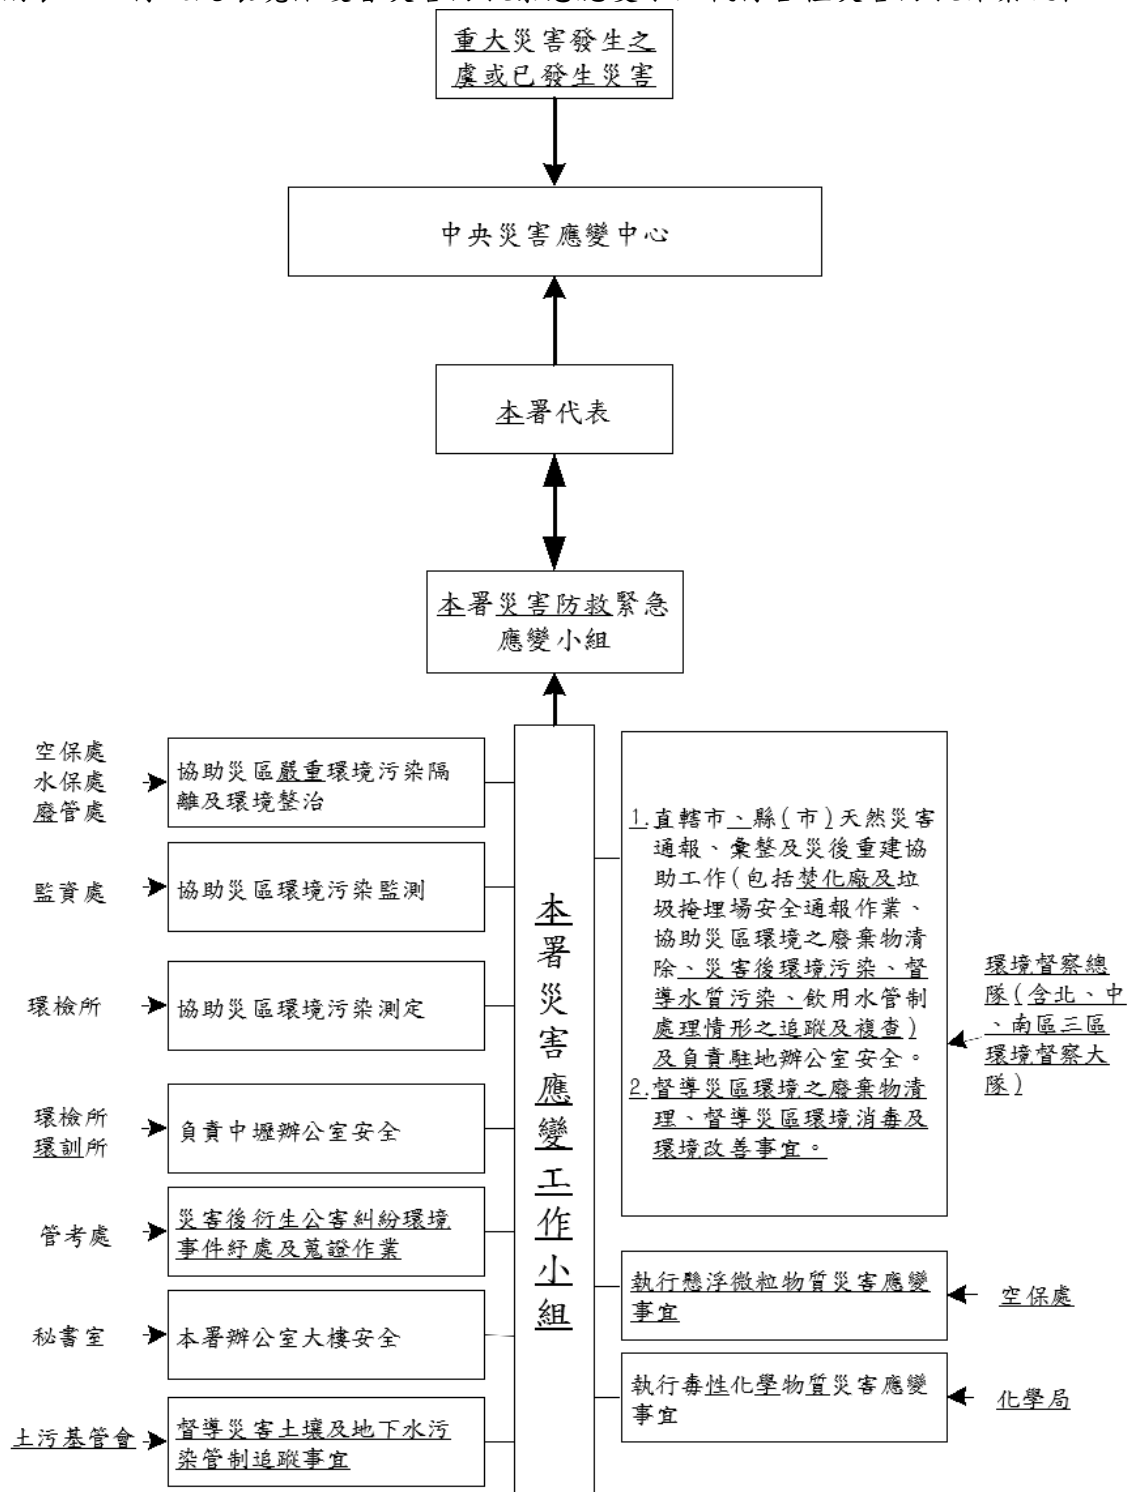 重大災害發生之
虞或已發生災害
中央災害應變中心
本署代表
本署災害防救緊急
應變小組
本署災害應變工作小組
空保處
水保處
廢管處
協助災區嚴重環境污染隔
離及環境整治
監資處
協助災區環境污染監測
環檢所
協助災區環境污染測定
環檢所
環訓所
負責中壢辦公室安全
管考處
災害後衍生公害糾紛環境
事件紓處及蒐證作業
秘書室
本署辦公室大樓安全
土污基管會
督導災害土壤及地下水污
染管制追蹤事宜
1.直轄市、縣(市)天然災害
通報、彙整及災後重建協
助工作(包括焚化廠及垃
圾掩埋場安全通報作業、
協助災區環境之廢棄物清
除、災害後環境污染、督
導水質污染、飲用水管制
處理情形之追蹤及複查)
及負責駐地辦公室安全。
2.督導災區環境之廢棄物清
理、督導災區環境消毒及
環境改善事宜。
環境督察總
隊(含北、中
、南區三區
環境督察大
隊)
執行懸浮微粒物質災害應變
事宜
空保處
執行毒性化學物質災害應變
事宜
化學局